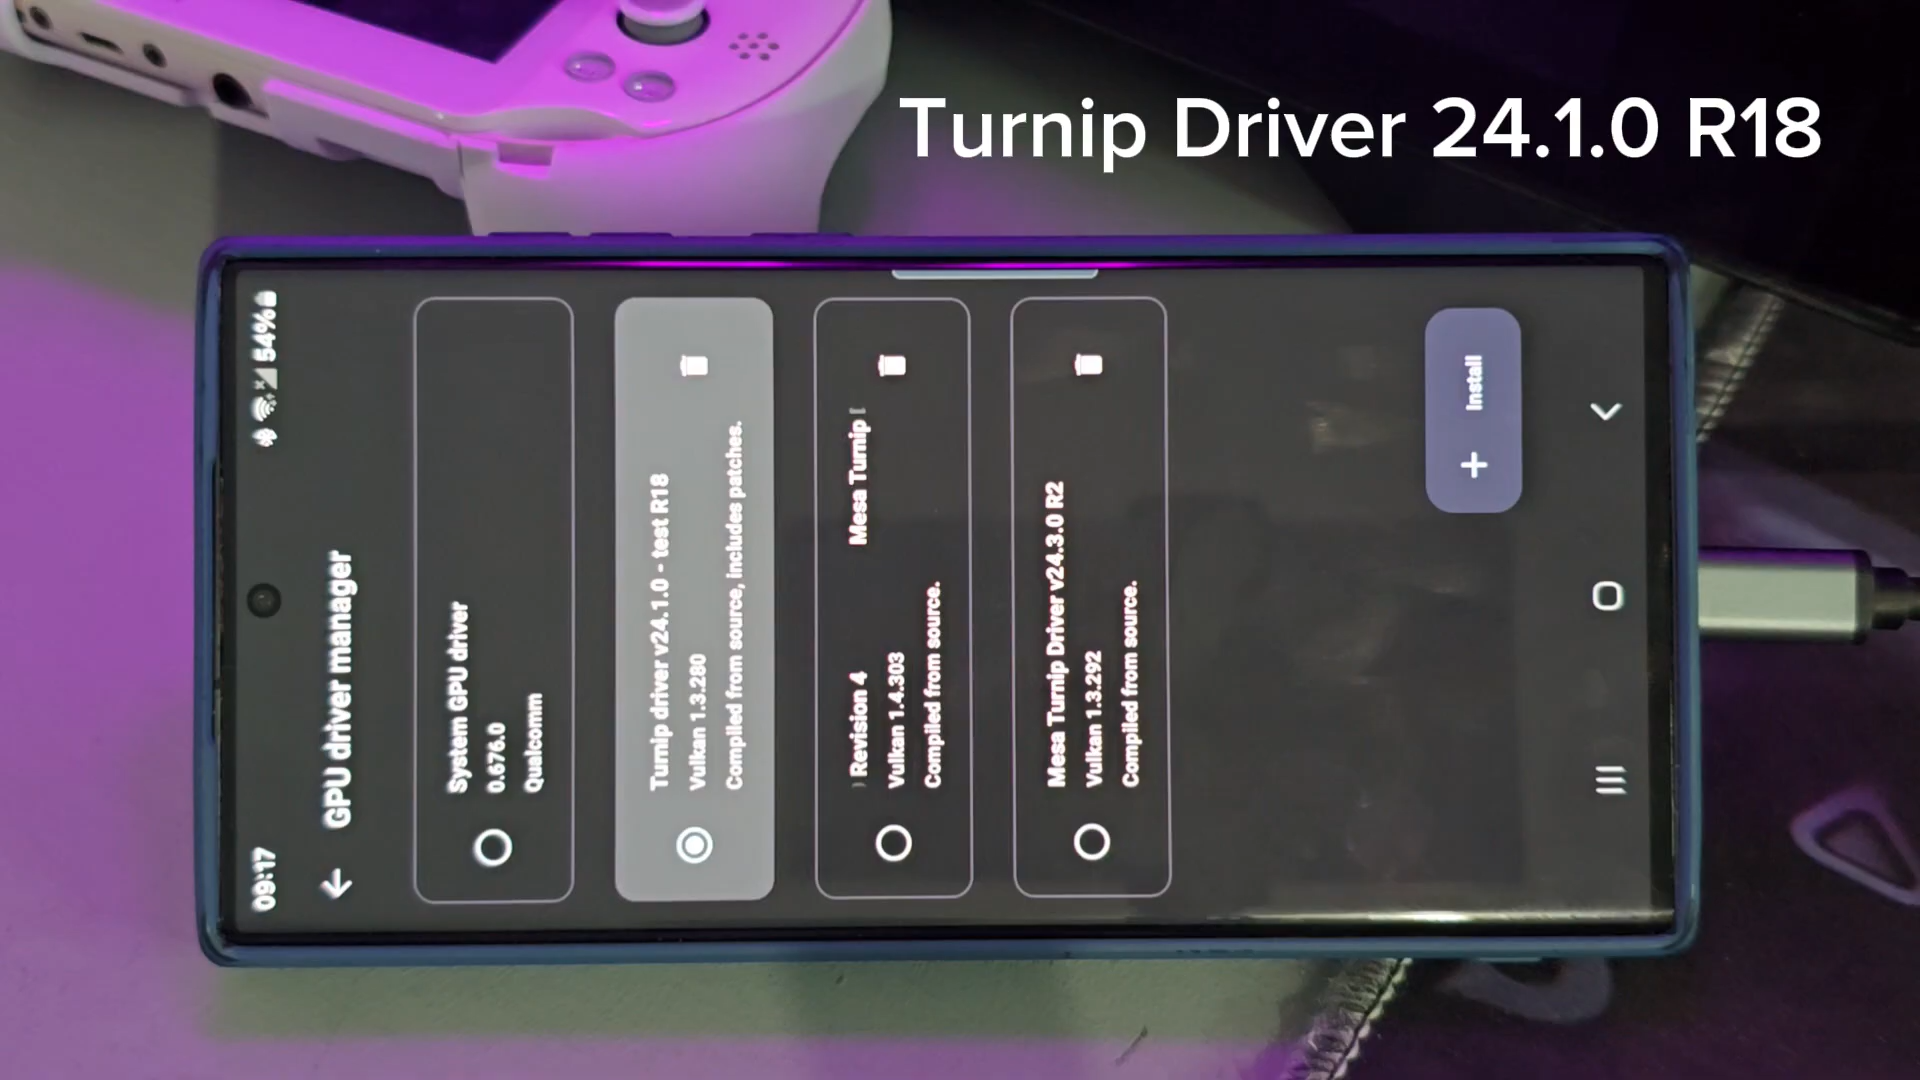 Turnip Driver 24.1.0 R18
09:17
54%
GPU driver manager
System GPU driver
0.676.0
Qualcomm
Turnip driver v24.1.0 - test R18
Vulkan 1.3.280
Compiled from source, includes patches.
Revision 4 Mesa Turnip
Vulkan 1.4.303
Compiled from source.
Mesa Turnip Driver v24.3.0 R2
Vulkan 1.3.292
Compiled from source.
+ Install